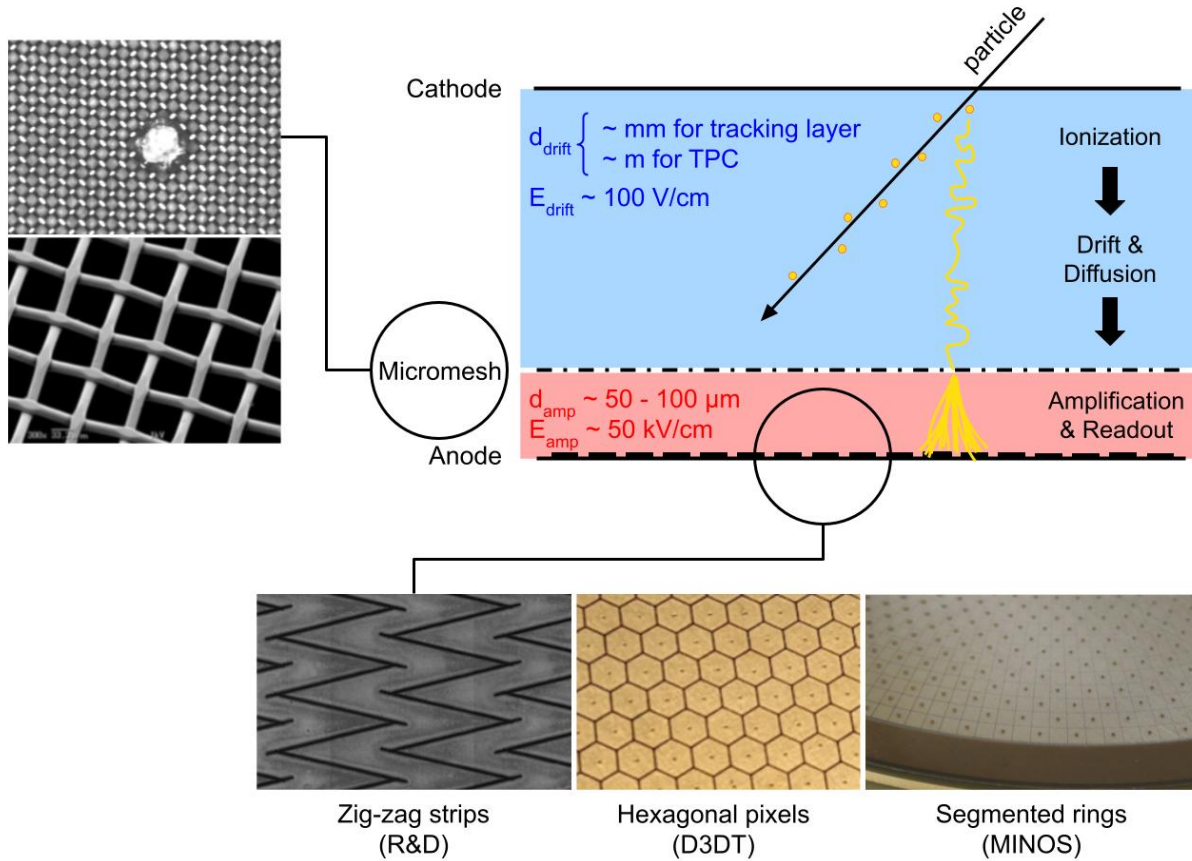 particle
Cathode
d_drift { ~ mm for tracking layer
~ m for TPC
E_drift ~ 100 V/cm
Ionization
Drift &
Diffusion
Micromesh
d_amp ~ 50 - 100 μm
E_amp ~ 50 kV/cm
Amplification
& Readout
Anode
Zig-zag strips
(R&D)
Hexagonal pixels
(D3DT)
Segmented rings
(MINOS)